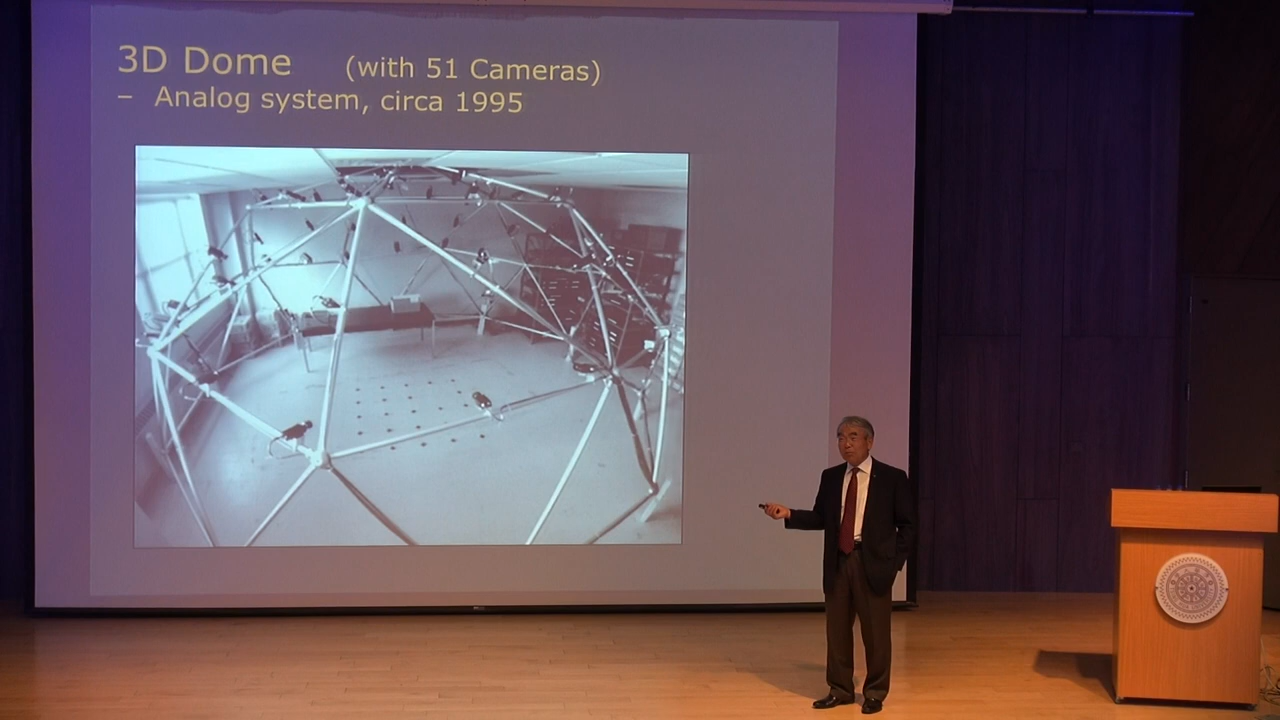 3D Dome (with 51 Cameras)
– Analog system, circa 1995